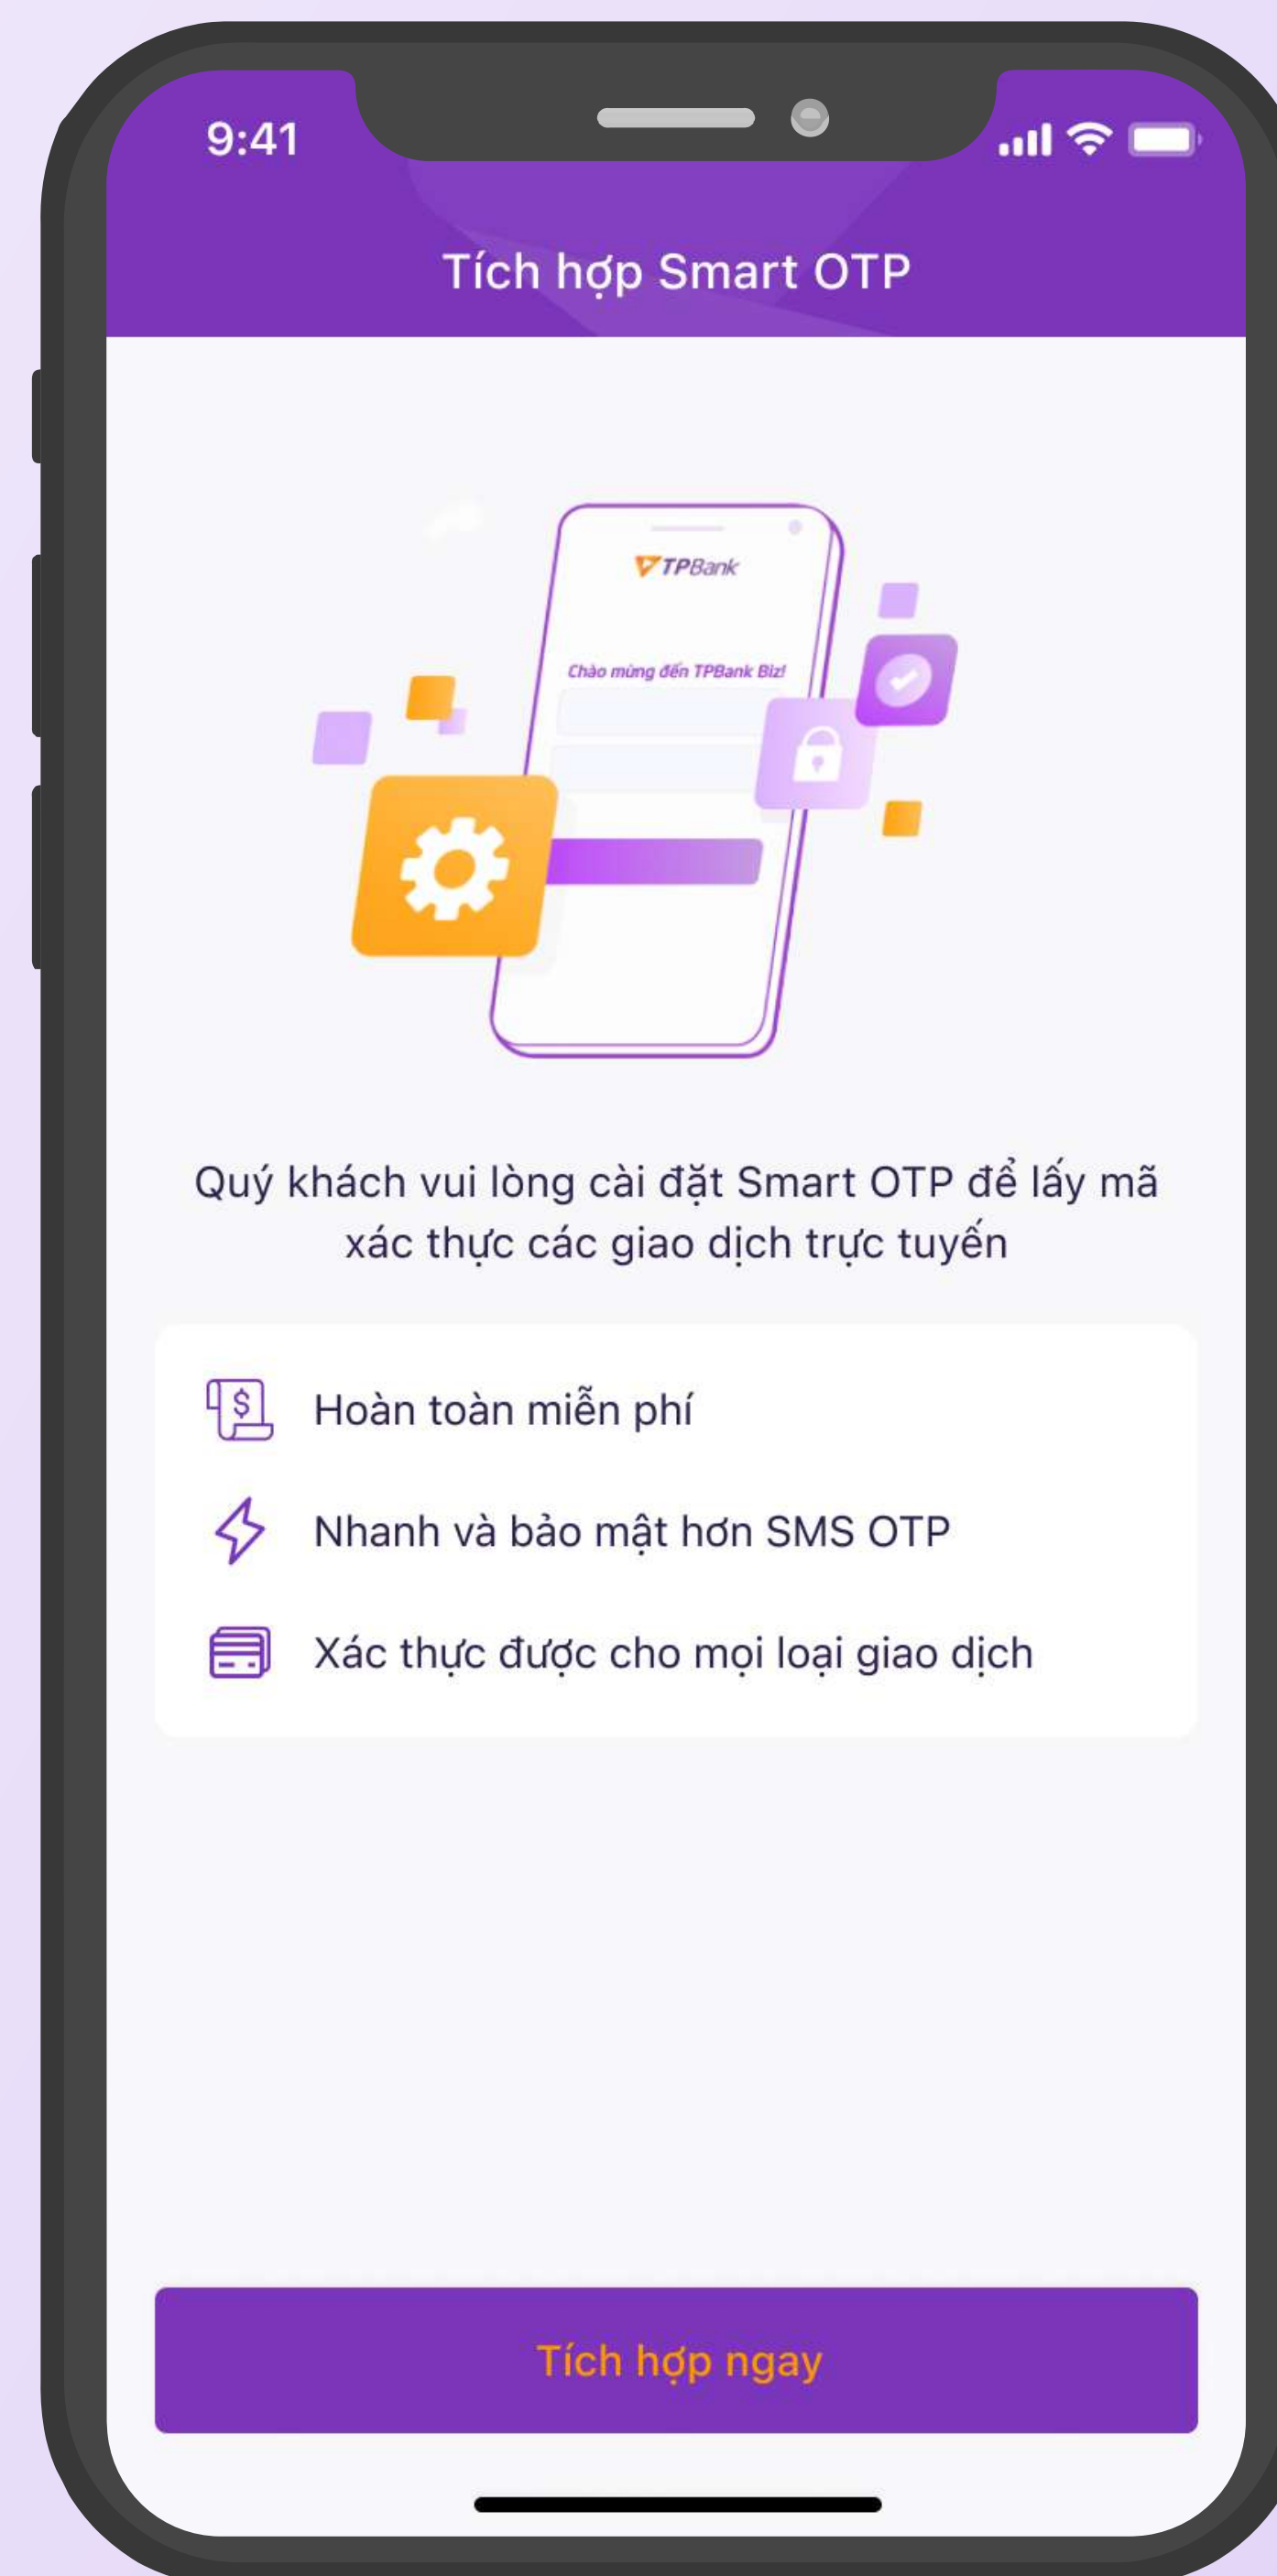 9:41
Tích hợp Smart OTP
TPBank
Chào mừng đến TPBank Biz!
Quý khách vui lòng cài đặt Smart OTP để lấy mã
xác thực các giao dịch trực tuyến
$ Hoàn toàn miễn phí
Nhanh và bảo mật hơn SMS OTP
Xác thực được cho mọi loại giao dịch
Tích hợp ngay